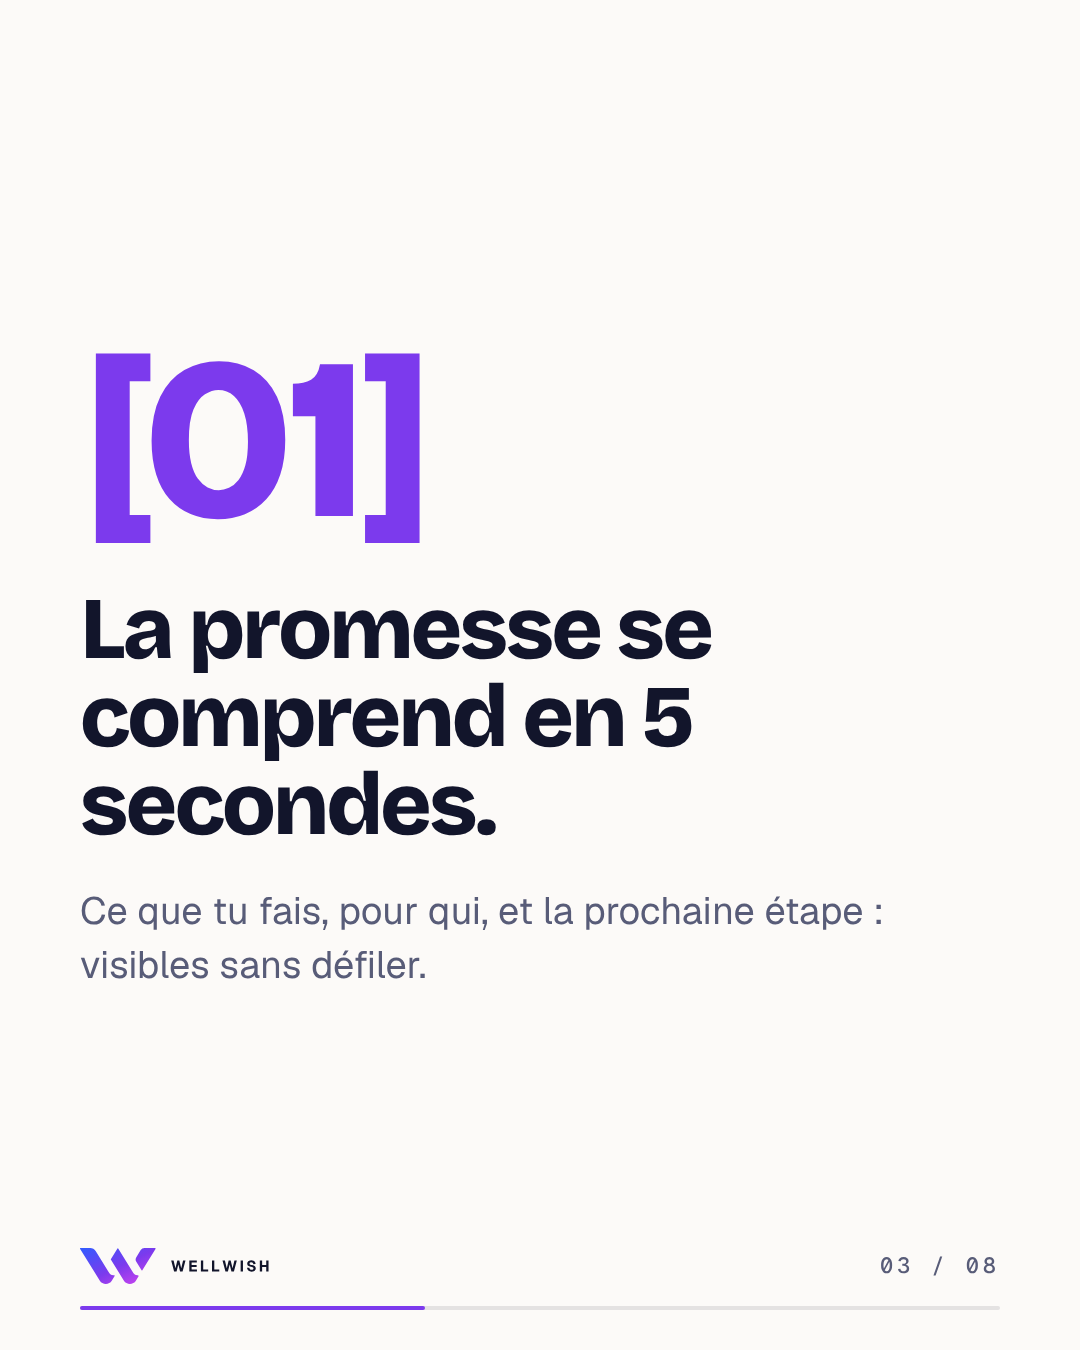 [01]
La promesse se
comprend en 5
secondes.
Ce que tu fais, pour qui, et la prochaine étape :
visibles sans défiler.
WELLWISH
03 / 08